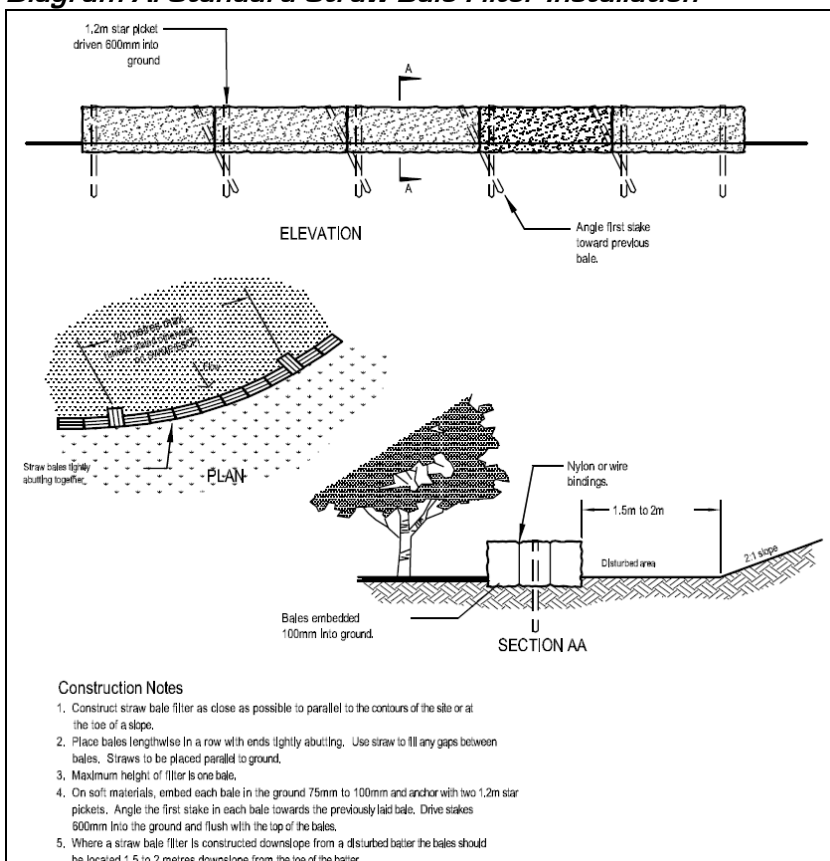 Diagram A: Standard Straw Bale Filter Installation
1.2m star picket
driven 600mm into
ground
A
A
ELEVATION
Angle first stake
toward previous
bale.
20 metres max.
Flow
Straw bales tightly
abutting together.
PLAN
Nylon or wire
bindings.
1.5m to 2m
Disturbed area
2:1 slope
Bales embedded
100mm into ground.
SECTION AA
Construction Notes
1. Construct straw bale filter as close as possible to parallel to the contours of the site or at
the toe of a slope.
2. Place bales lengthwise in a row with ends tightly abutting. Use straw to fill any gaps between
bales. Straws to be placed parallel to ground.
3. Maximum height of filter is one bale.
4. On soft materials, embed each bale in the ground 75mm to 100mm and anchor with two 1.2m star
pickets. Angle the first stake in each bale towards the previously laid bale. Drive stakes
600mm into the ground and flush with the top of the bales.
5. Where a straw bale filter is constructed downslope from a disturbed batter the bales should
be located 1.5 to 2 metres downslope from the toe of the batter.